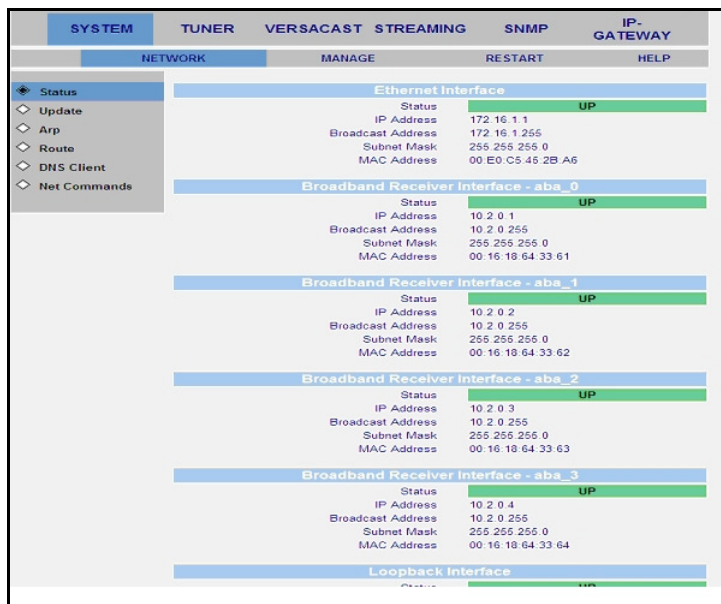 SYSTEM TUNER VERSACAST STREAMING SNMP IP-GATEWAY
NETWORK MANAGE RESTART HELP
Status
Update
Arp
Route
DNS Client
Net Commands
Ethernet Interface
Status UP
IP Address 172.16.1.1
Broadcast Address 172.16.1.255
Subnet Mask 255.255.255.0
MAC Address 00:E0:C5:45:2B:A6
Broadband Receiver Interface - aba_0
Status UP
IP Address 10.2.0.1
Broadcast Address 10.2.0.255
Subnet Mask 255.255.255.0
MAC Address 00:16:18:64:33:61
Broadband Receiver Interface - aba_1
Status UP
IP Address 10.2.0.2
Broadcast Address 10.2.0.255
Subnet Mask 255.255.255.0
MAC Address 00:16:18:64:33:62
Broadband Receiver Interface - aba_2
Status UP
IP Address 10.2.0.3
Broadcast Address 10.2.0.255
Subnet Mask 255.255.255.0
MAC Address 00:16:18:64:33:63
Broadband Receiver Interface - aba_3
Status UP
IP Address 10.2.0.4
Broadcast Address 10.2.0.255
Subnet Mask 255.255.255.0
MAC Address 00:16:18:64:33:64
Loopback Interface
Status UP